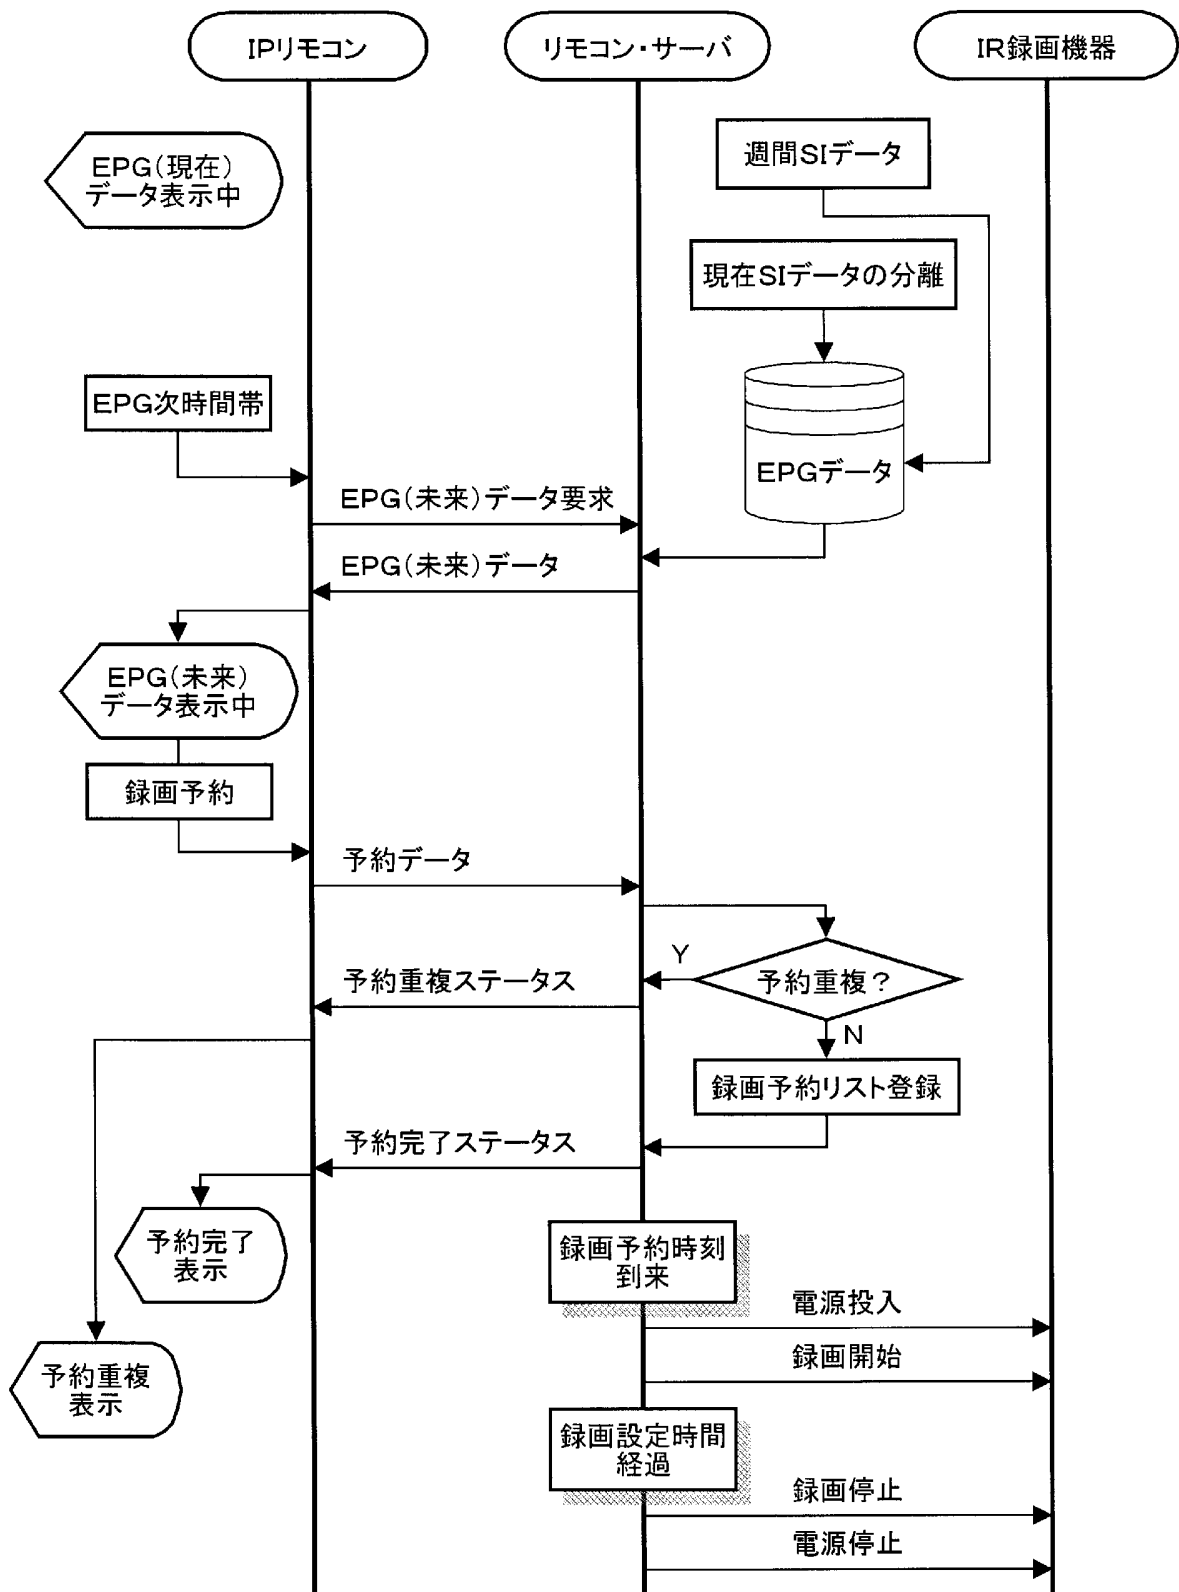 IPリモコン
リモコン・サーバ
IR録画機器
EPG(現在)
データ表示中
週間SIデータ
現在SIデータの分離
EPG次時間帯
EPGデータ
EPG(未来)データ要求
EPG(未来)データ
EPG(未来)
データ表示中
録画予約
予約データ
Y
予約重複?
予約重複ステータス
N
録画予約リスト登録
予約完了ステータス
予約完了
表示
録画予約時刻
到来
電源投入
録画開始
予約重複
表示
録画設定時間
経過
録画停止
電源停止